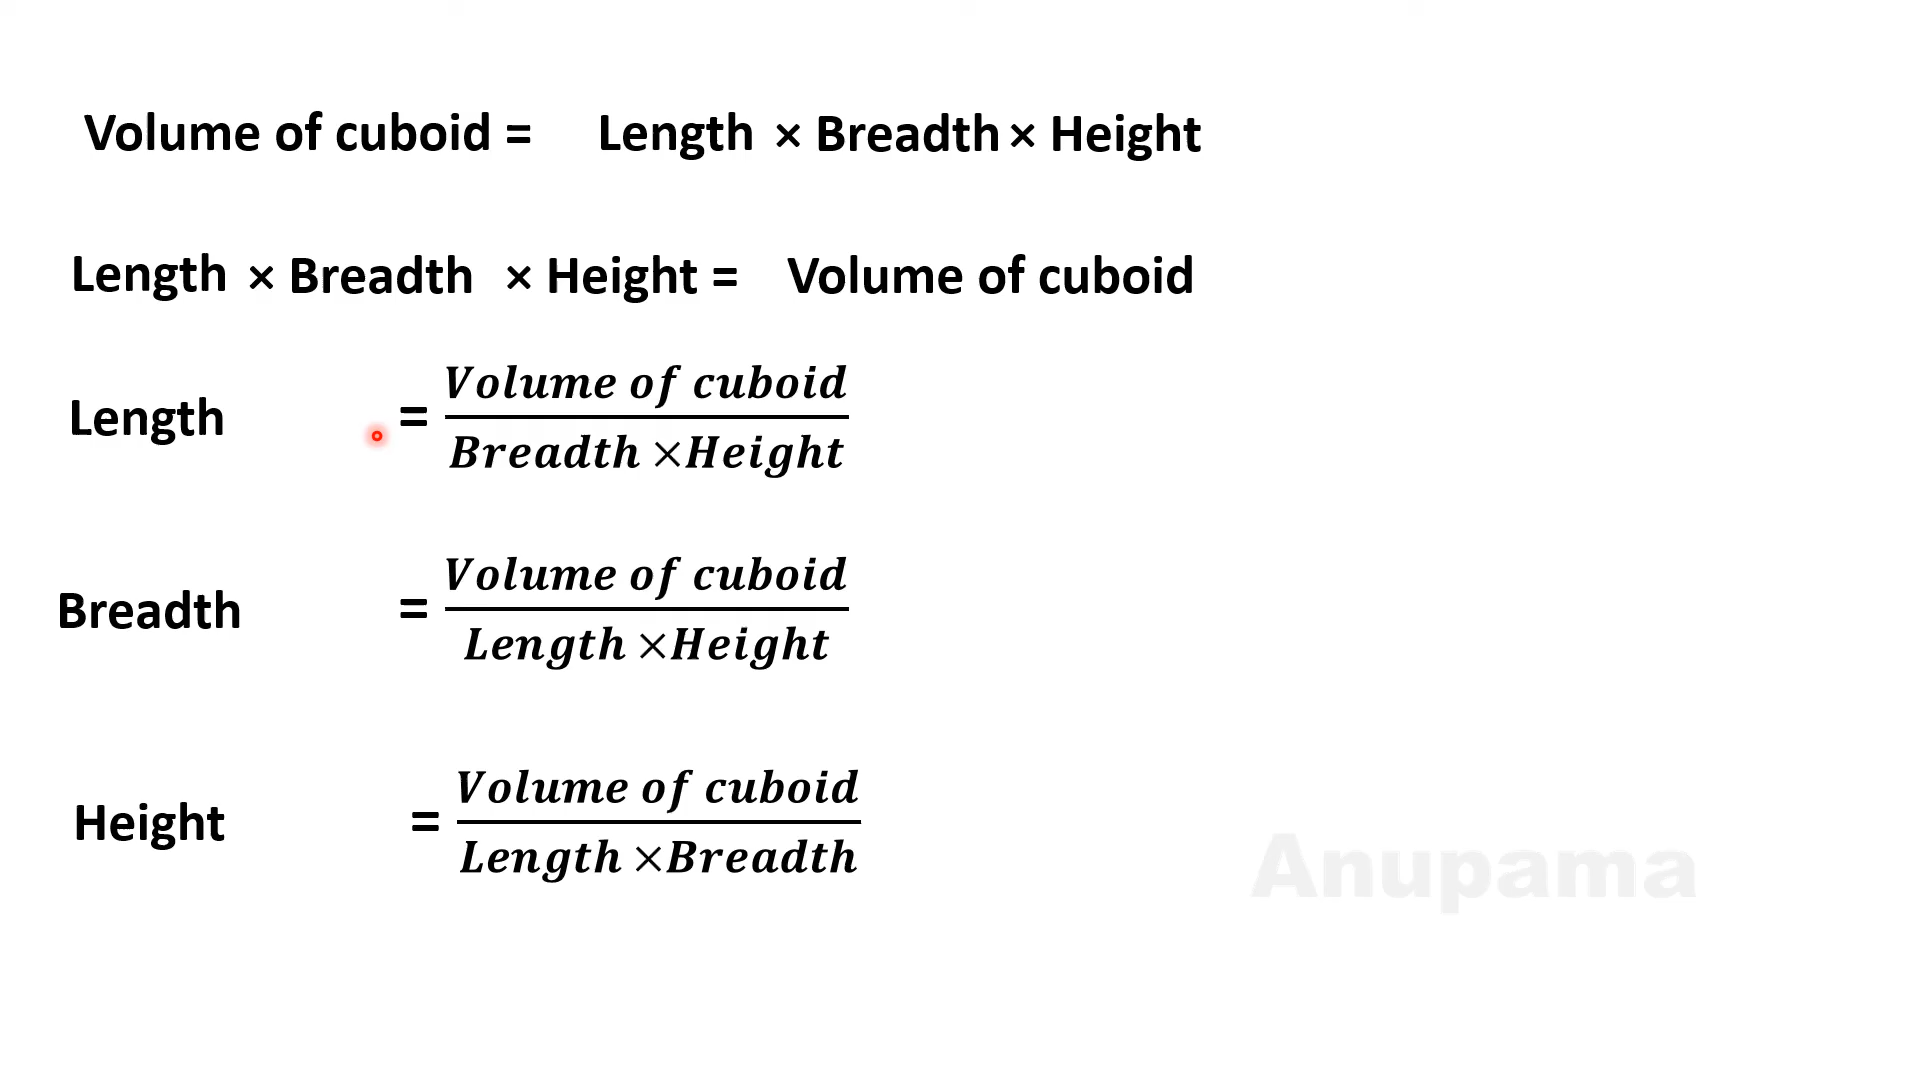 Volume of cuboid = Length × Breadth × Height
Length × Breadth × Height = Volume of cuboid
Length = Volume of cuboid / Breadth ×Height
Breadth = Volume of cuboid / Length ×Height
Height = Volume of cuboid / Length ×Breadth
Anupama